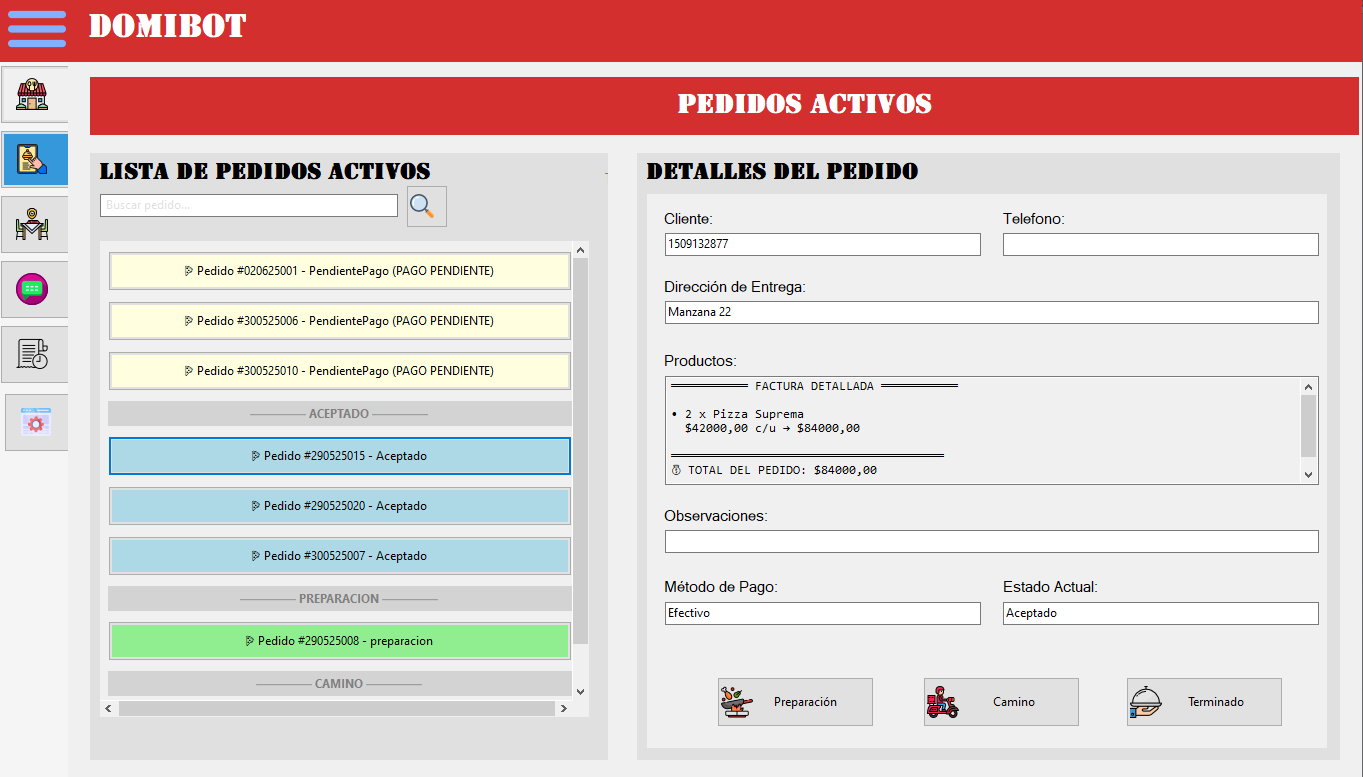 DOMIBOT
PEDIDOS ACTIVOS
LISTA DE PEDIDOS ACTIVOS
Buscar pedido...
Pedido #020625001 - PendientePago (PAGO PENDIENTE)
Pedido #300525006 - PendientePago (PAGO PENDIENTE)
Pedido #300525010 - PendientePago (PAGO PENDIENTE)
ACEPTADO
Pedido #290525015 - Aceptado
Pedido #290525020 - Aceptado
Pedido #300525007 - Aceptado
PREPARACION
Pedido #290525008 - preparacion
CAMINO
DETALLES DEL PEDIDO
Cliente:
1509132877
Telefono:
Dirección de Entrega:
Manzana 22
Productos:
═══════════ FACTURA DETALLADA ═══════════
• 2 x Pizza Suprema
$42000,00 c/u → $84000,00
TOTAL DEL PEDIDO: $84000,00
Observaciones:
Método de Pago:
Efectivo
Estado Actual:
Aceptado
Preparación
Camino
Terminado